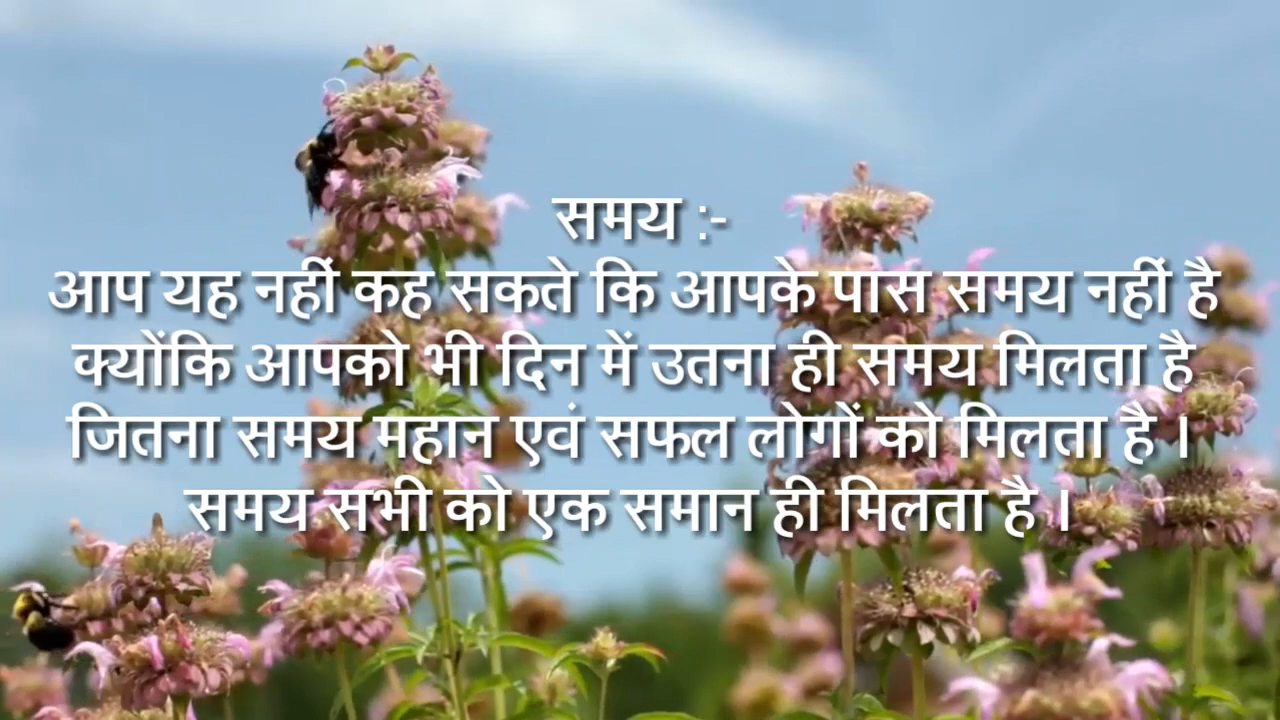 समय :-
आप यह नहीं कह सकते कि आपके पास समय नहीं है
क्योंकि आपको भी दिन में उतना ही समय मिलता है
जितना समय महान एवं सफल लोगों को मिलता है ।
समय सभी को एक समान ही मिलता है ।